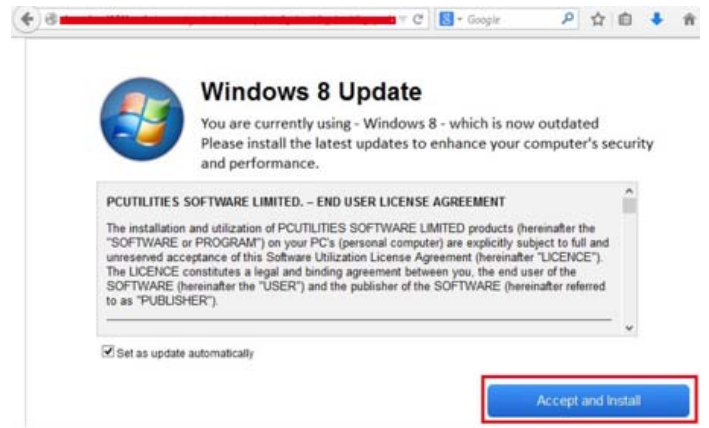 Google
Windows 8 Update
You are currently using - Windows 8 - which is now outdated
Please install the latest updates to enhance your computer's security
and performance.
PCUTILITIES SOFTWARE LIMITED. – END USER LICENSE AGREEMENT
The installation and utilization of PCUTILITIES SOFTWARE LIMITED products (hereinafter the
"SOFTWARE or PROGRAM") on your PC's (personal computer) are explicitly subject to full and
unreserved acceptance of this Software Utilization License Agreement (hereinafter "LICENCE").
The LICENCE constitutes a legal and binding agreement between you, the end user of the
SOFTWARE (hereinafter the "USER") and the publisher of the SOFTWARE (hereinafter referred
to as "PUBLISHER").
Set as update automatically
Accept and Install